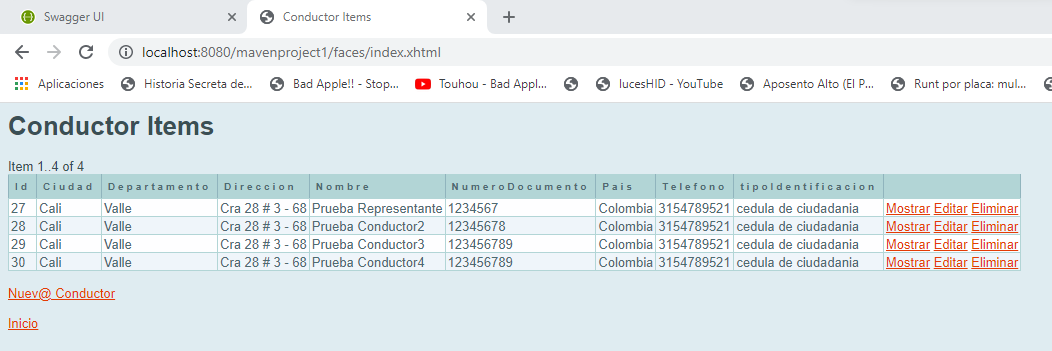 Swagger UI Conductor Items
localhost:8080/mavenproject1/faces/index.xhtml
Aplicaciones Historia Secreta de... Bad Apple!! - Stop... Touhou - Bad Appl... lucesHID - YouTube Aposento Alto (El P... Runt por placa: mul...
Conductor Items
Item 1..4 of 4
Id Ciudad Departamento Direccion Nombre NumeroDocumento Pais Telefono tipoIdentificacion
27 Cali Valle Cra 28 # 3 - 68 Prueba Representante 1234567 Colombia 3154789521 cedula de ciudadania Mostrar Editar Eliminar
28 Cali Valle Cra 28 # 3 - 68 Prueba Conductor2 12345678 Colombia 3154789521 cedula de ciudadania Mostrar Editar Eliminar
29 Cali Valle Cra 28 # 3 - 68 Prueba Conductor3 123456789 Colombia 3154789521 cedula de ciudadania Mostrar Editar Eliminar
30 Cali Valle Cra 28 # 3 - 68 Prueba Conductor4 123456789 Colombia 3154789521 cedula de ciudadania Mostrar Editar Eliminar
Nuev@ Conductor
Inicio